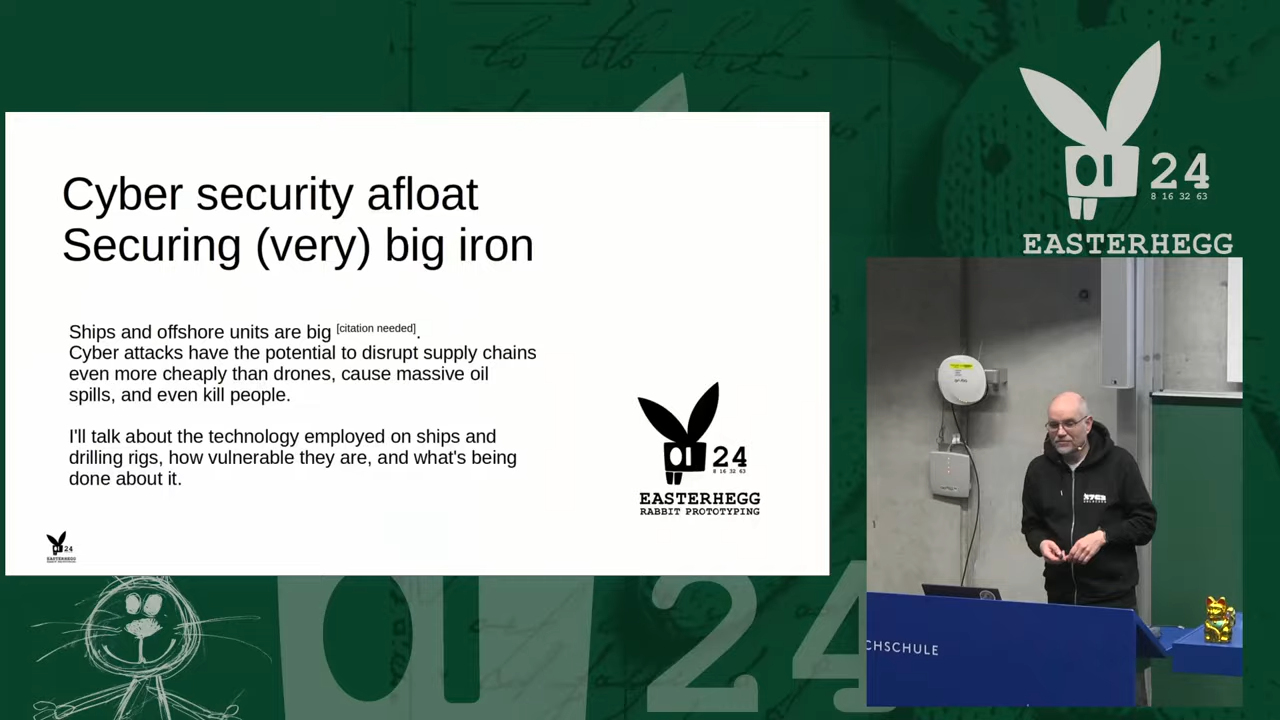 Cyber security afloat
Securing (very) big iron
Ships and offshore units are big [citation needed].
Cyber attacks have the potential to disrupt supply chains
even more cheaply than drones, cause massive oil
spills, and even kill people.
I'll talk about the technology employed on ships and
drilling rigs, how vulnerable they are, and what's being
done about it.
24
8 16 32 63
EASTERHEGG
RABBIT PROTOTYPING
24
EASTERHEGG
24
8 16 32 63
EASTERHEGG
CHSCHULE
24